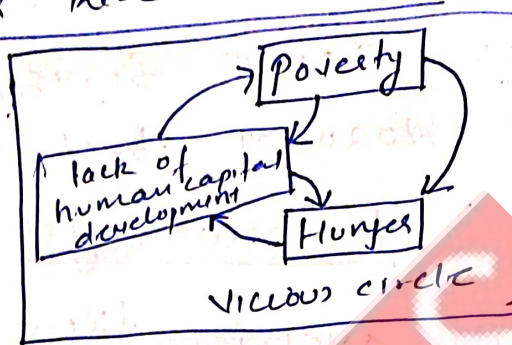 Poverty
lack of
human capital
development
Hunger
Vicious circle